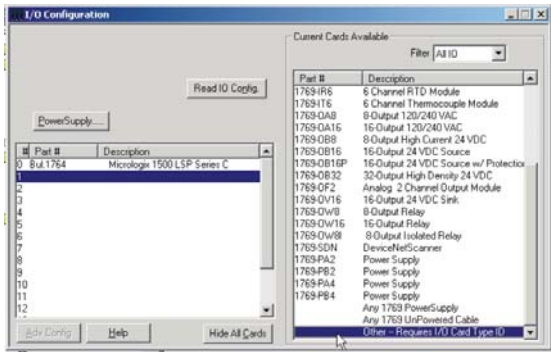 I/O Configuration
Current Cards Available
Filter All IO
Read IO Config.
PowerSupply....
# Part # Description
0 Bul.1764 Micrologix 1500 LSP Series C
1
2
3
4
5
6
7
8
9
10
11
12
Adv Config Help Hide All Cards
Part # Description
1769-IR6 6 Channel RTD Module
1769-IT6 6 Channel Thermocouple Module
1769-OA8 8-Output 120/240 VAC
1769-OA16 16-Output 120/240 VAC
1769-OB8 8-Output High Current 24 VDC
1769-OB16 16-Output 24 VDC Source
1769-OB16P 16-Output 24 VDC Source w/ Protection
1769-OB32 32-Output High Density 24 VDC
1769-OF2 Analog 2 Channel Output Module
1769-OV16 16-Output 24 VDC Sink
1769-OW8 8-Output Relay
1769-OW16 16-Output Relay
1769-OW8I 8-Output Isolated Relay
1769-SDN DeviceNetScanner
1769-PA2 Power Supply
1769-PB2 Power Supply
1769-PA4 Power Supply
1769-PB4 Power Supply
Any 1769 PowerSupply
Any 1769 UnPowered Cable
Other -- Requires I/O Card Type ID